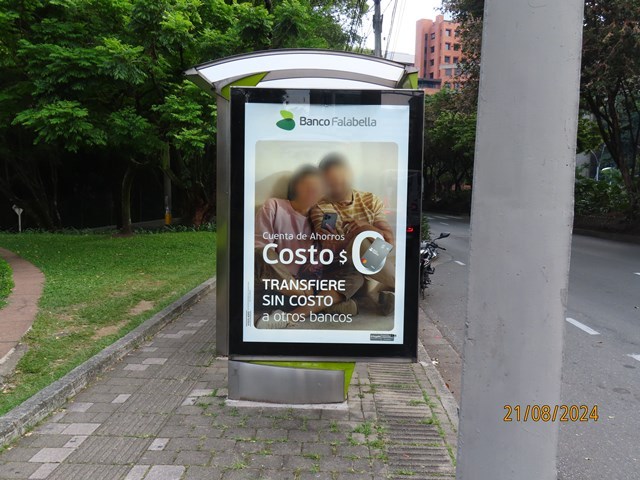 Banco Falabella
Cuenta de Ahorros
Costo $0
TRANSFIERE
SIN COSTO
a otros bancos
21/08/2024